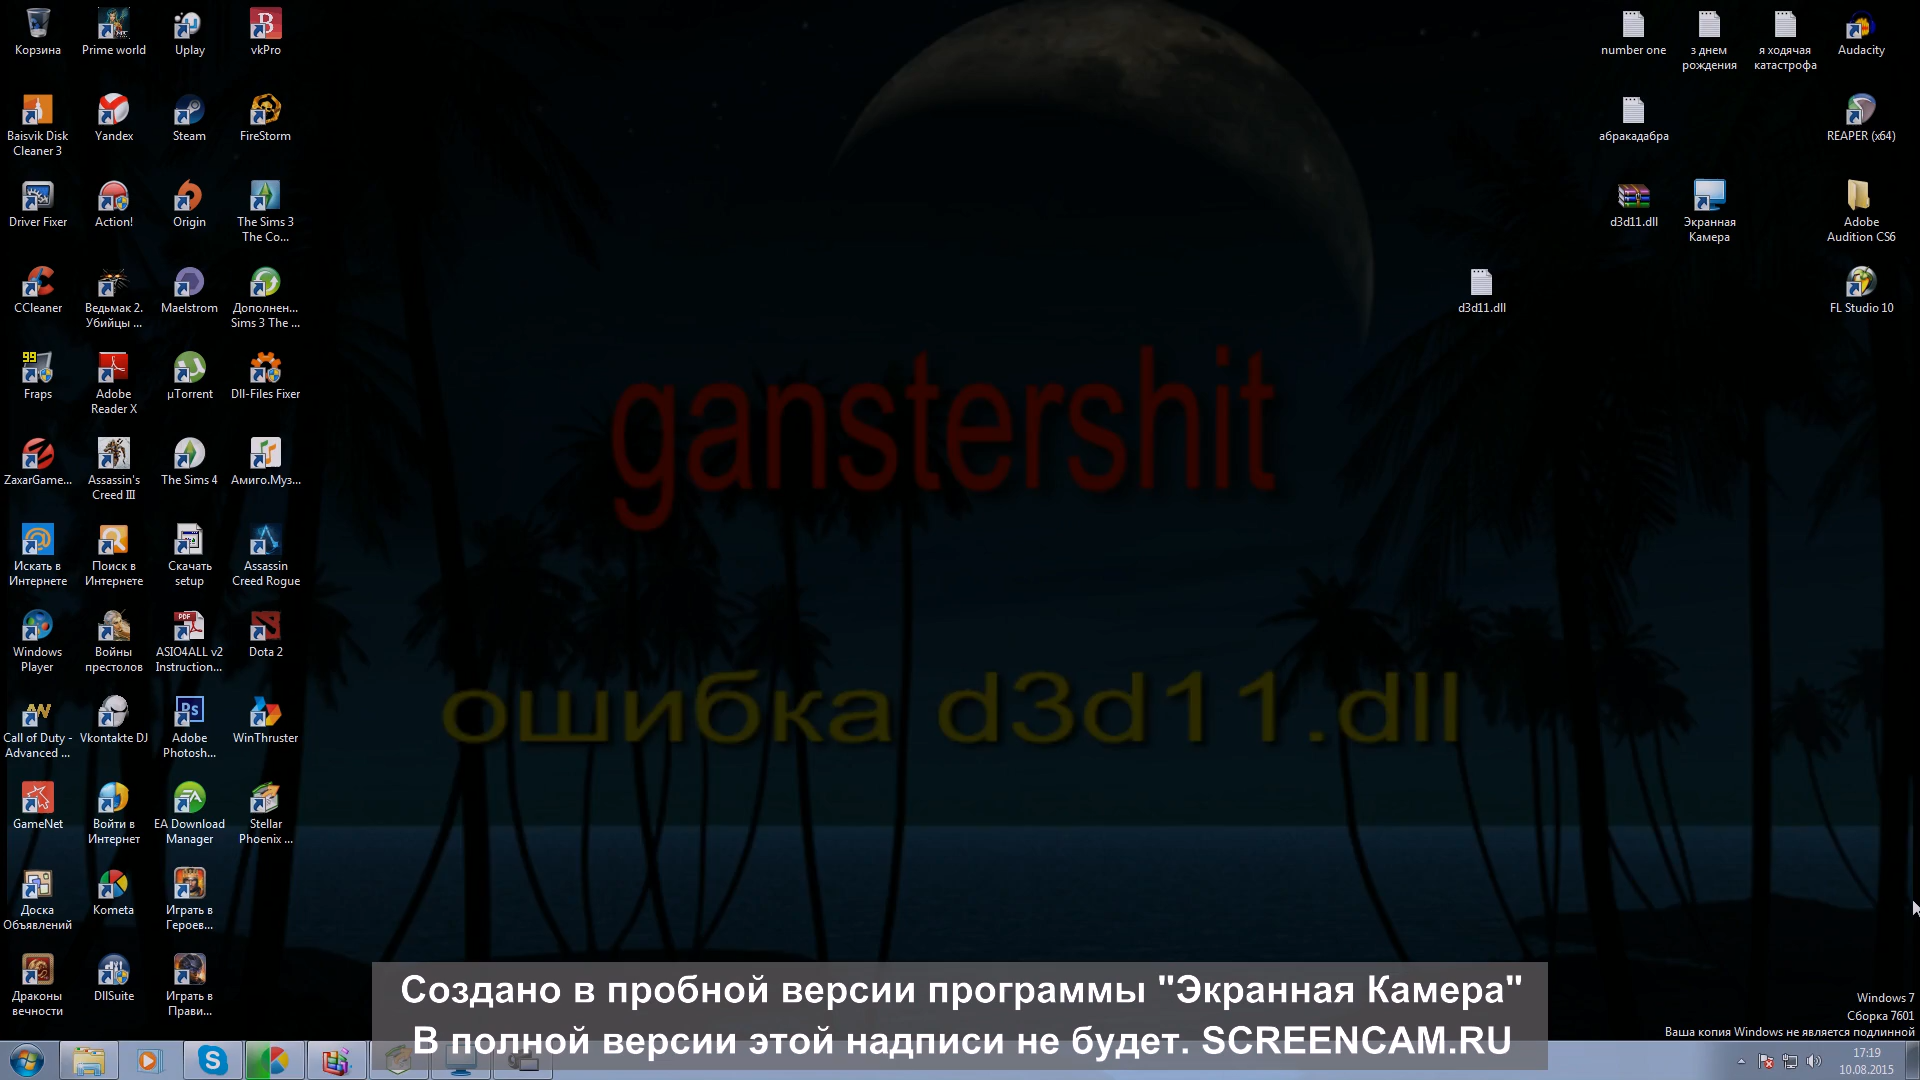 Корзина
Prime world
Uplay
vkPro
number one
з днем
рождения
я ходячая
катастрофа
Audacity
Baisvik Disk
Cleaner 3
Yandex
Steam
FireStorm
абракадабра
REAPER (x64)
Driver Fixer
Action!
Origin
The Sims 3
The Co...
d3d11.dll
Экранная
Камера
Adobe
Audition CS6
CCleaner
Ведьмак 2.
Убийцы ...
Maelstrom
Дополнен...
Sims 3 The ...
d3d11.dll
FL Studio 10
99
Fraps
Adobe
Reader X
µTorrent
Dll-Files Fixer
ganstershit
ZaxarGame...
Assassin's
Creed III
The Sims 4
Амиго.Муз...
Искать в
Интернете
Поиск в
Интернете
Скачать
setup
Assassin
Creed Rogue
Windows
Player
Войны
престолов
ASIO4ALL v2
Instruction...
Dota 2
ошибка d3d11.dll
Call of Duty -
Advanced ...
Vkontakte DJ
Adobe
Photosh...
WinThruster
GameNet
Войти в
Интернет
EA Download
Manager
Stellar
Phoenix ...
Доска
Объявлений
Kometa
Играть в
Героев...
Драконы
вечности
DllSuite
Играть в
Прави...
Создано в пробной версии программы "Экранная Камера"
В полной версии этой надписи не будет. SCREENCAM.RU
Windows 7
Сборка 7601
Ваша копия Windows не является подлинной
17:19
10.08.2015